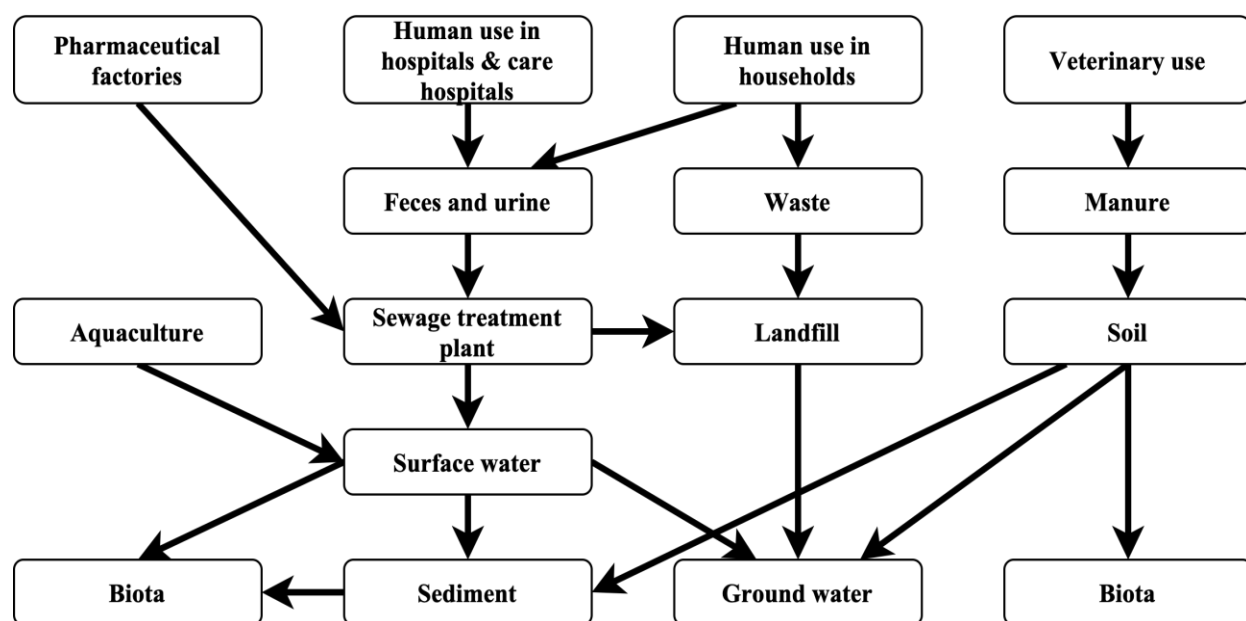 Pharmaceutical
factories
Human use in
hospitals & care
hospitals
Human use in
households
Veterinary use
Feces and urine
Waste
Manure
Aquaculture
Sewage treatment
plant
Landfill
Soil
Surface water
Biota
Sediment
Ground water
Biota